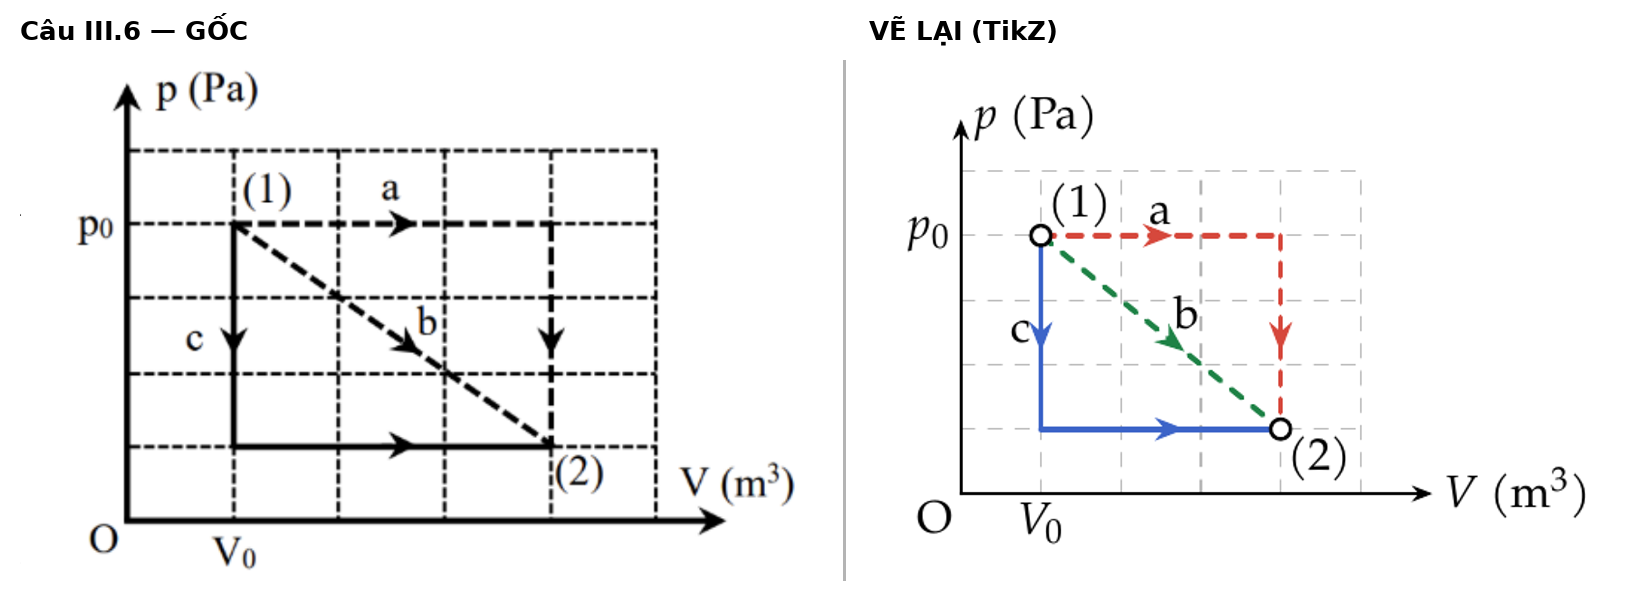 Câu III.6 — GỐC
p (Pa)
(1)
a
p₀
b
c
(2)
V (m³)
O
V₀
VẼ LẠI (TikZ)
p (Pa)
(1)
a
p₀
b
c
(2)
V (m³)
O
V₀